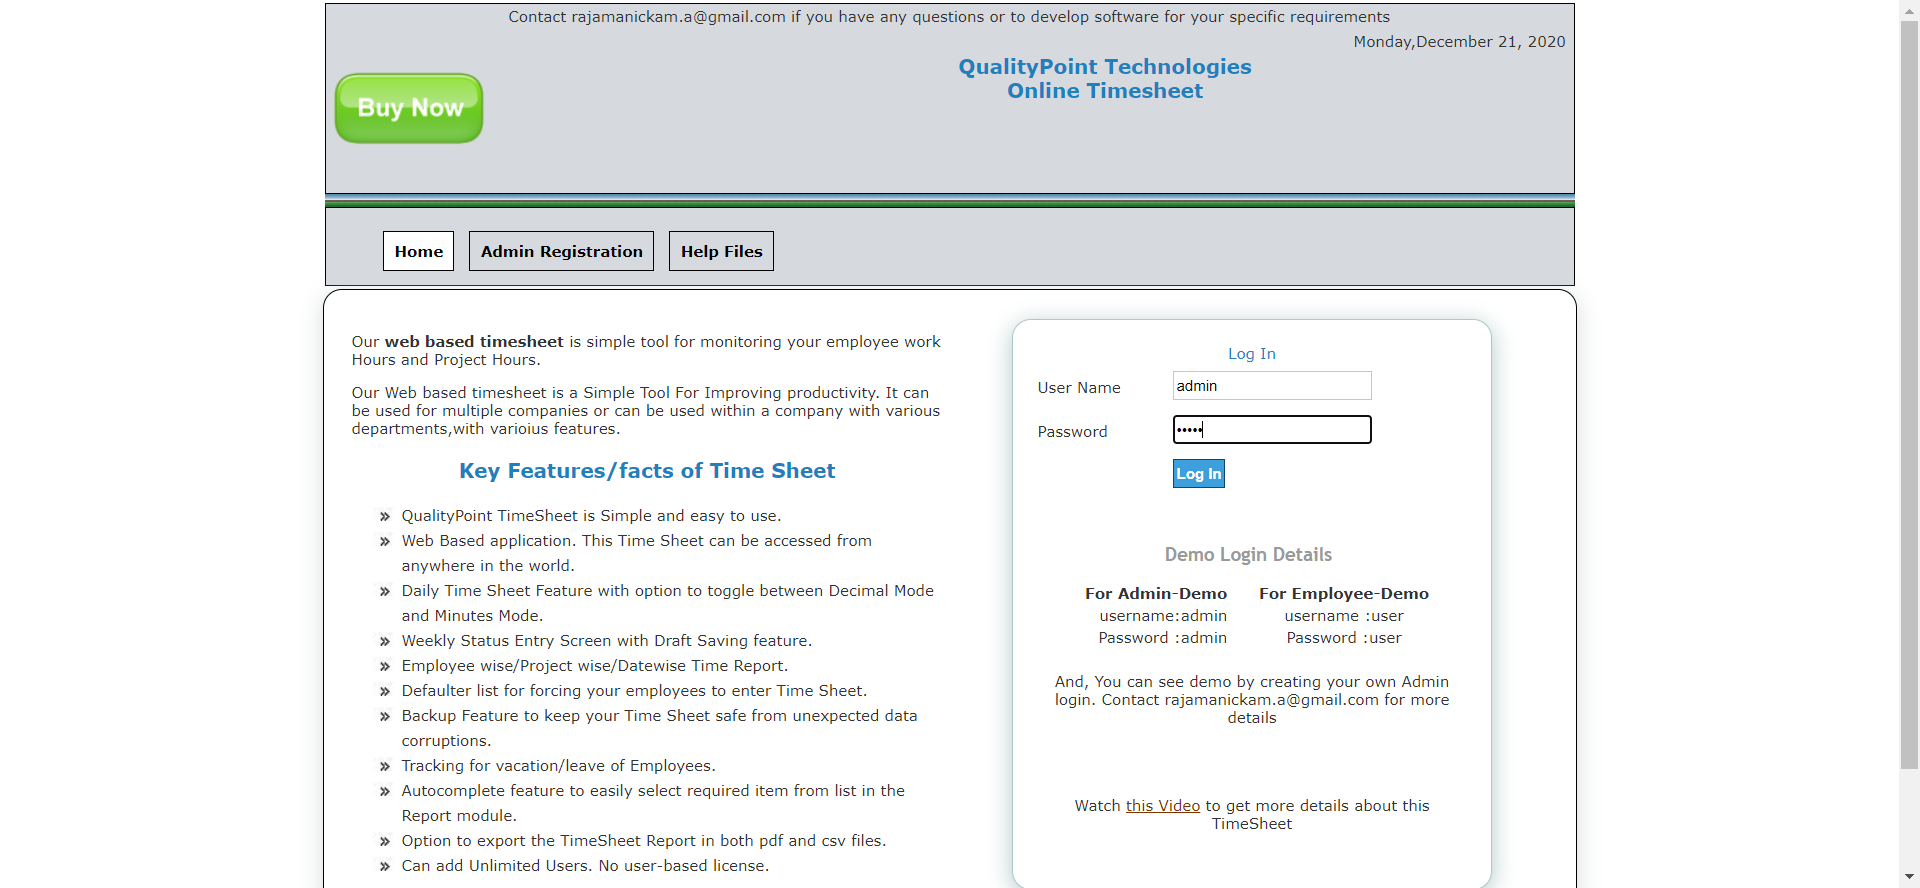 Contact rajamanickam.a@gmail.com if you have any questions or to develop software for your specific requirements
Monday,December 21, 2020
QualityPoint Technologies
Online Timesheet
Buy Now
Home
Admin Registration
Help Files
Our web based timesheet is simple tool for monitoring your employee work
Hours and Project Hours.
Our Web based timesheet is a Simple Tool For Improving productivity. It can
be used for multiple companies or can be used within a company with various
departments,with varioius features.
Key Features/facts of Time Sheet
QualityPoint TimeSheet is Simple and easy to use.
Web Based application. This Time Sheet can be accessed from
anywhere in the world.
Daily Time Sheet Feature with option to toggle between Decimal Mode
and Minutes Mode.
Weekly Status Entry Screen with Draft Saving feature.
Employee wise/Project wise/Datewise Time Report.
Defaulter list for forcing your employees to enter Time Sheet.
Backup Feature to keep your Time Sheet safe from unexpected data
corruptions.
Tracking for vacation/leave of Employees.
Autocomplete feature to easily select required item from list in the
Report module.
Option to export the TimeSheet Report in both pdf and csv files.
Can add Unlimited Users. No user-based license.
Log In
User Name admin
Password •••••
Log In
Demo Login Details
For Admin-Demo For Employee-Demo
username:admin username :user
Password :admin Password :user
And, You can see demo by creating your own Admin
login. Contact rajamanickam.a@gmail.com for more
details
Watch this Video to get more details about this
TimeSheet